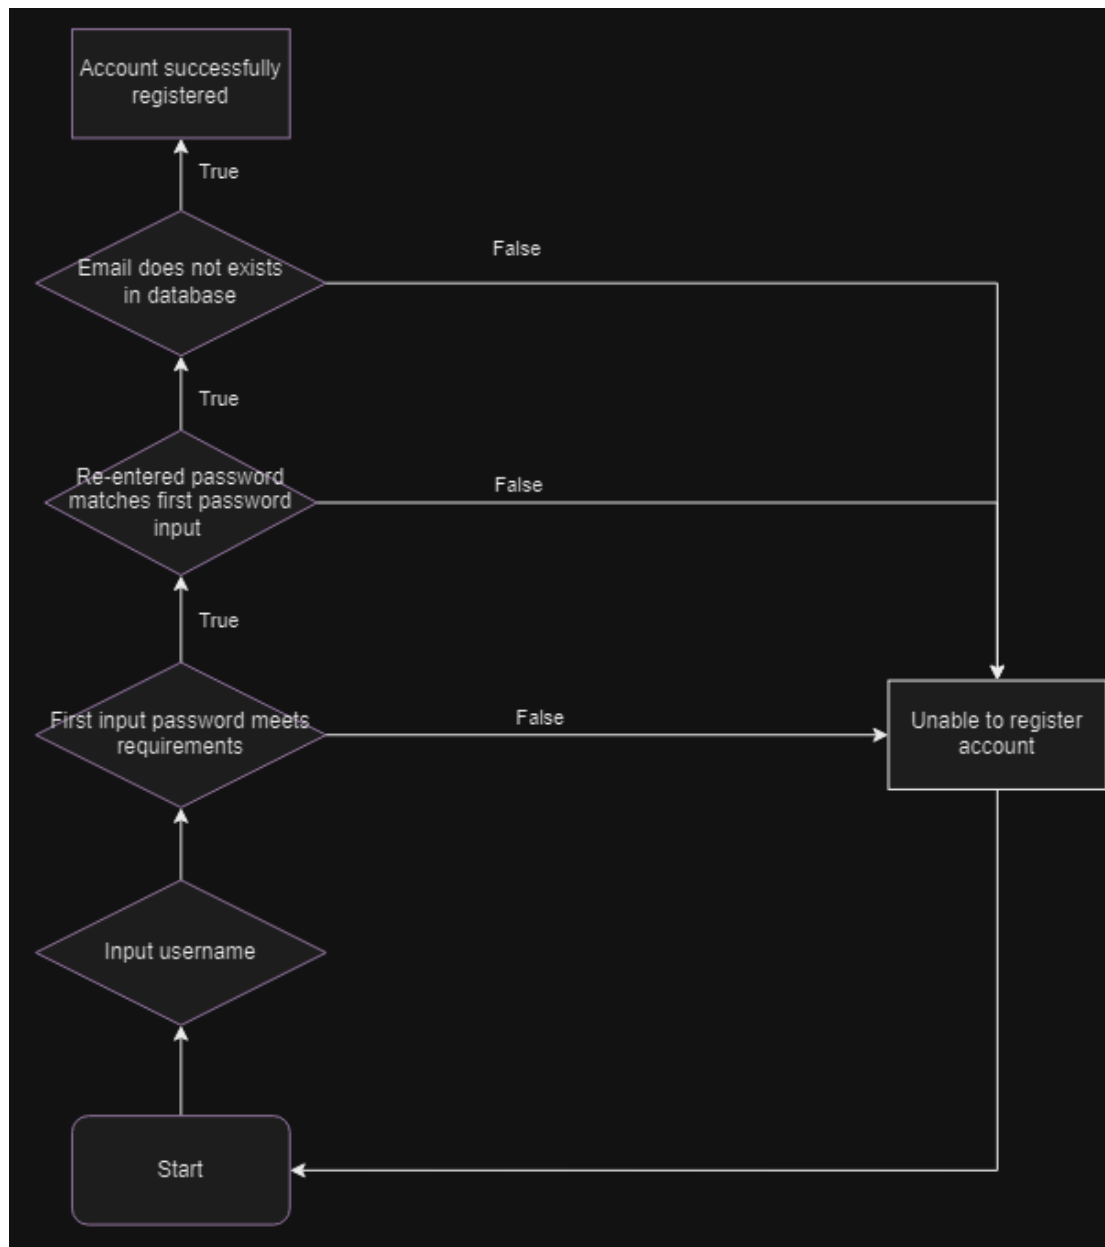 Account successfully
registered
True
Email does not exists
in database
False
True
Re-entered password
matches first password
input
False
True
First input password meets
requirements
False
Unable to register
account
Input username
Start